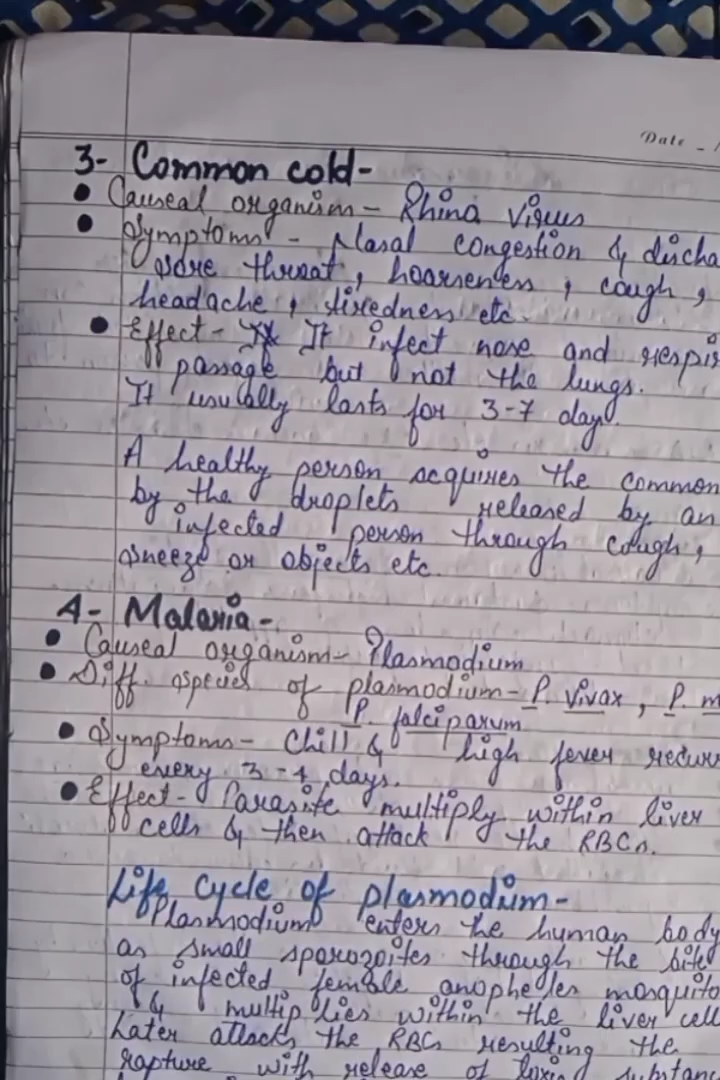 Date -
3- Common cold-
• Causeal organism - Rhino Virus
• Symptoms - Nasal congestion & discha
sore throat, hoarseness, cough,
headache, tiredness etc.
• Effect - It infect nose and respir
passage but not the lungs.
It usually lasts for 3-7 day.
A healthy person acquires the common
by the droplets released by an
infected person through cough,
sneeze or objects etc.
4- Malaria -
• Causeal organism - Plasmodium
• Diff. species of plasmodium - P. vivax, P. m
P. falciparum
• Symptoms - Chill & high fever recurr
every 3-4 days.
• Effect - Parasite multiply within liver
cells & then attack the RBCs.
Life Cycle of plasmodium-
Plasmodium enters the human body
as small sporozoites through the bite
of infected female anopheles mosquito
& multiplies within the liver cell
Later attacks the RBCs resulting the
rapture with release of toxic substanc